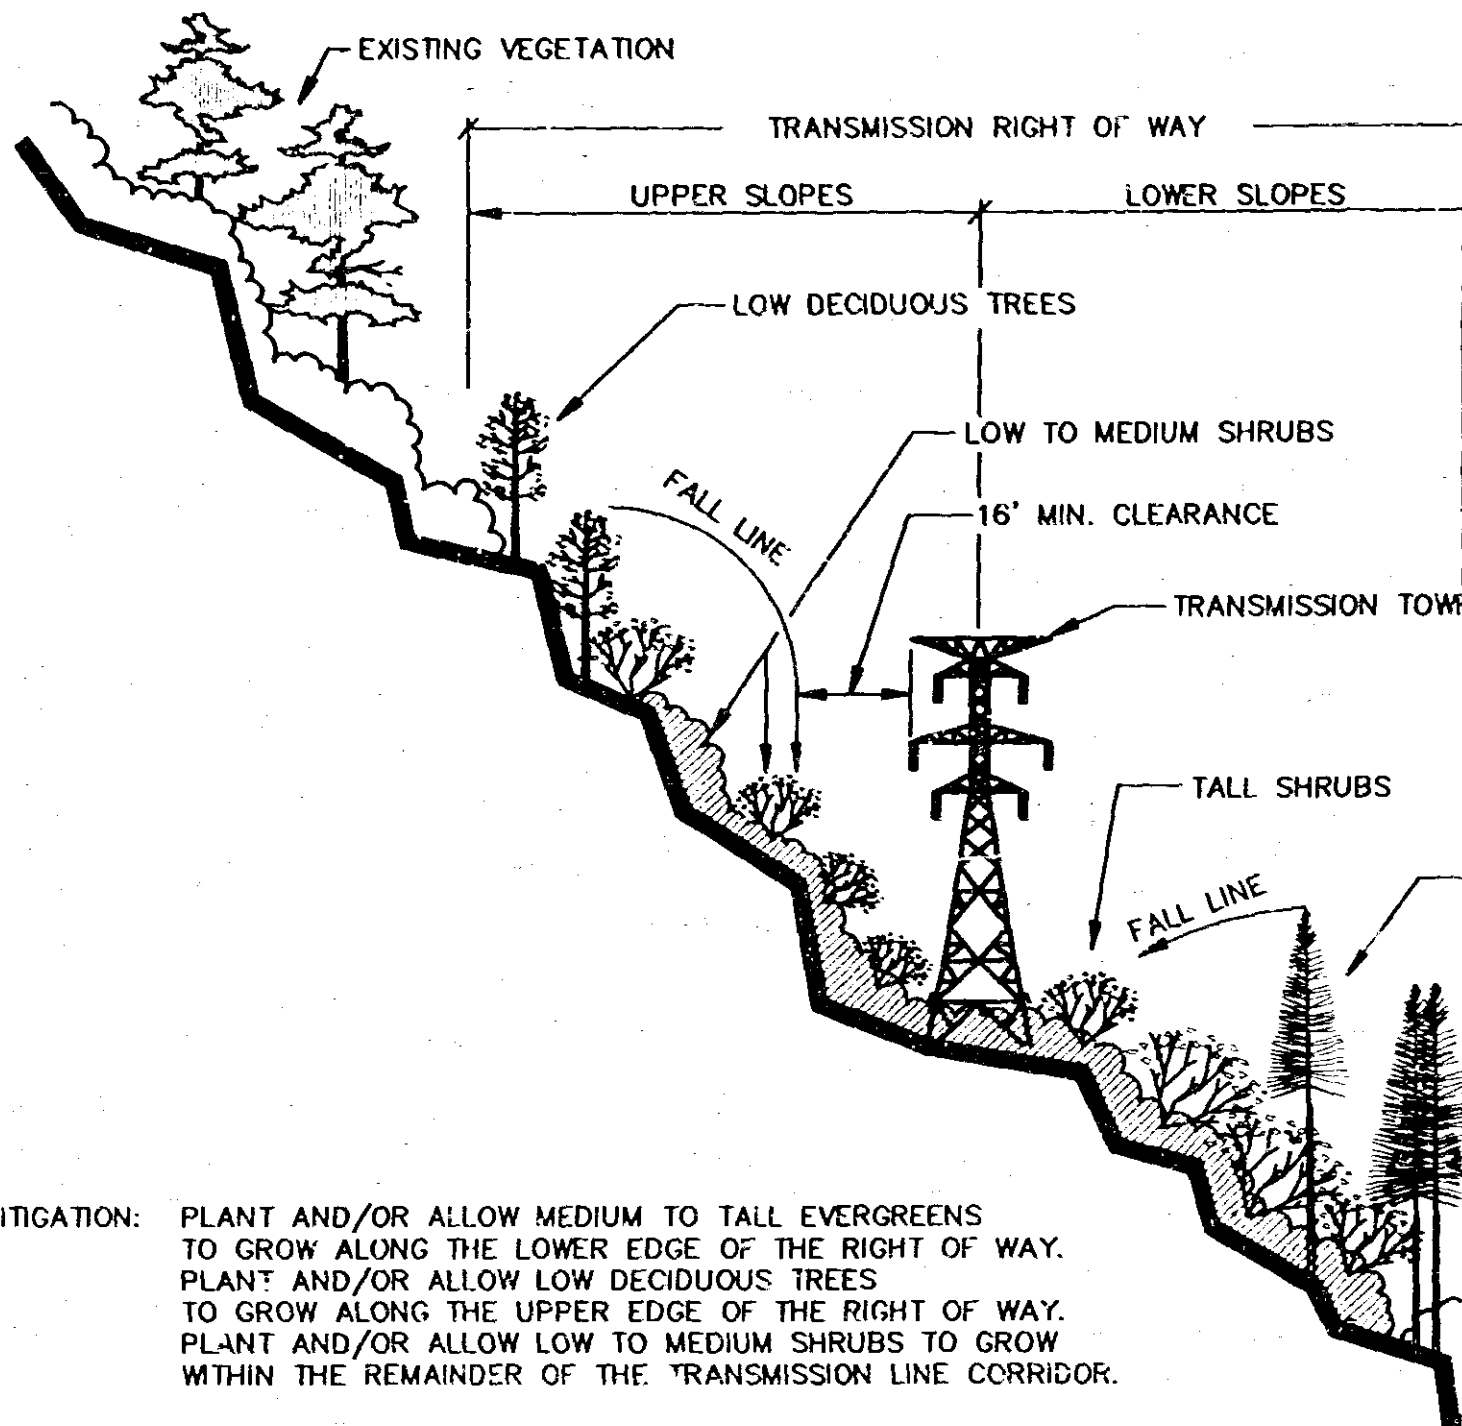 EXISTING VEGETATION
TRANSMISSION RIGHT OF WAY
UPPER SLOPES
LOWER SLOPES
LOW DECIDUOUS TREES
LOW TO MEDIUM SHRUBS
FALL LINE
16' MIN. CLEARANCE
TRANSMISSION TOW
TALL SHRUBS
FALL LINE
ITIGATION: PLANT AND/OR ALLOW MEDIUM TO TALL EVERGREENS
TO GROW ALONG THE LOWER EDGE OF THE RIGHT OF WAY.
PLANT AND/OR ALLOW LOW DECIDUOUS TREES
TO GROW ALONG THE UPPER EDGE OF THE RIGHT OF WAY.
PLANT AND/OR ALLOW LOW TO MEDIUM SHRUBS TO GROW
WITHIN THE REMAINDER OF THE TRANSMISSION LINE CORRIDOR.